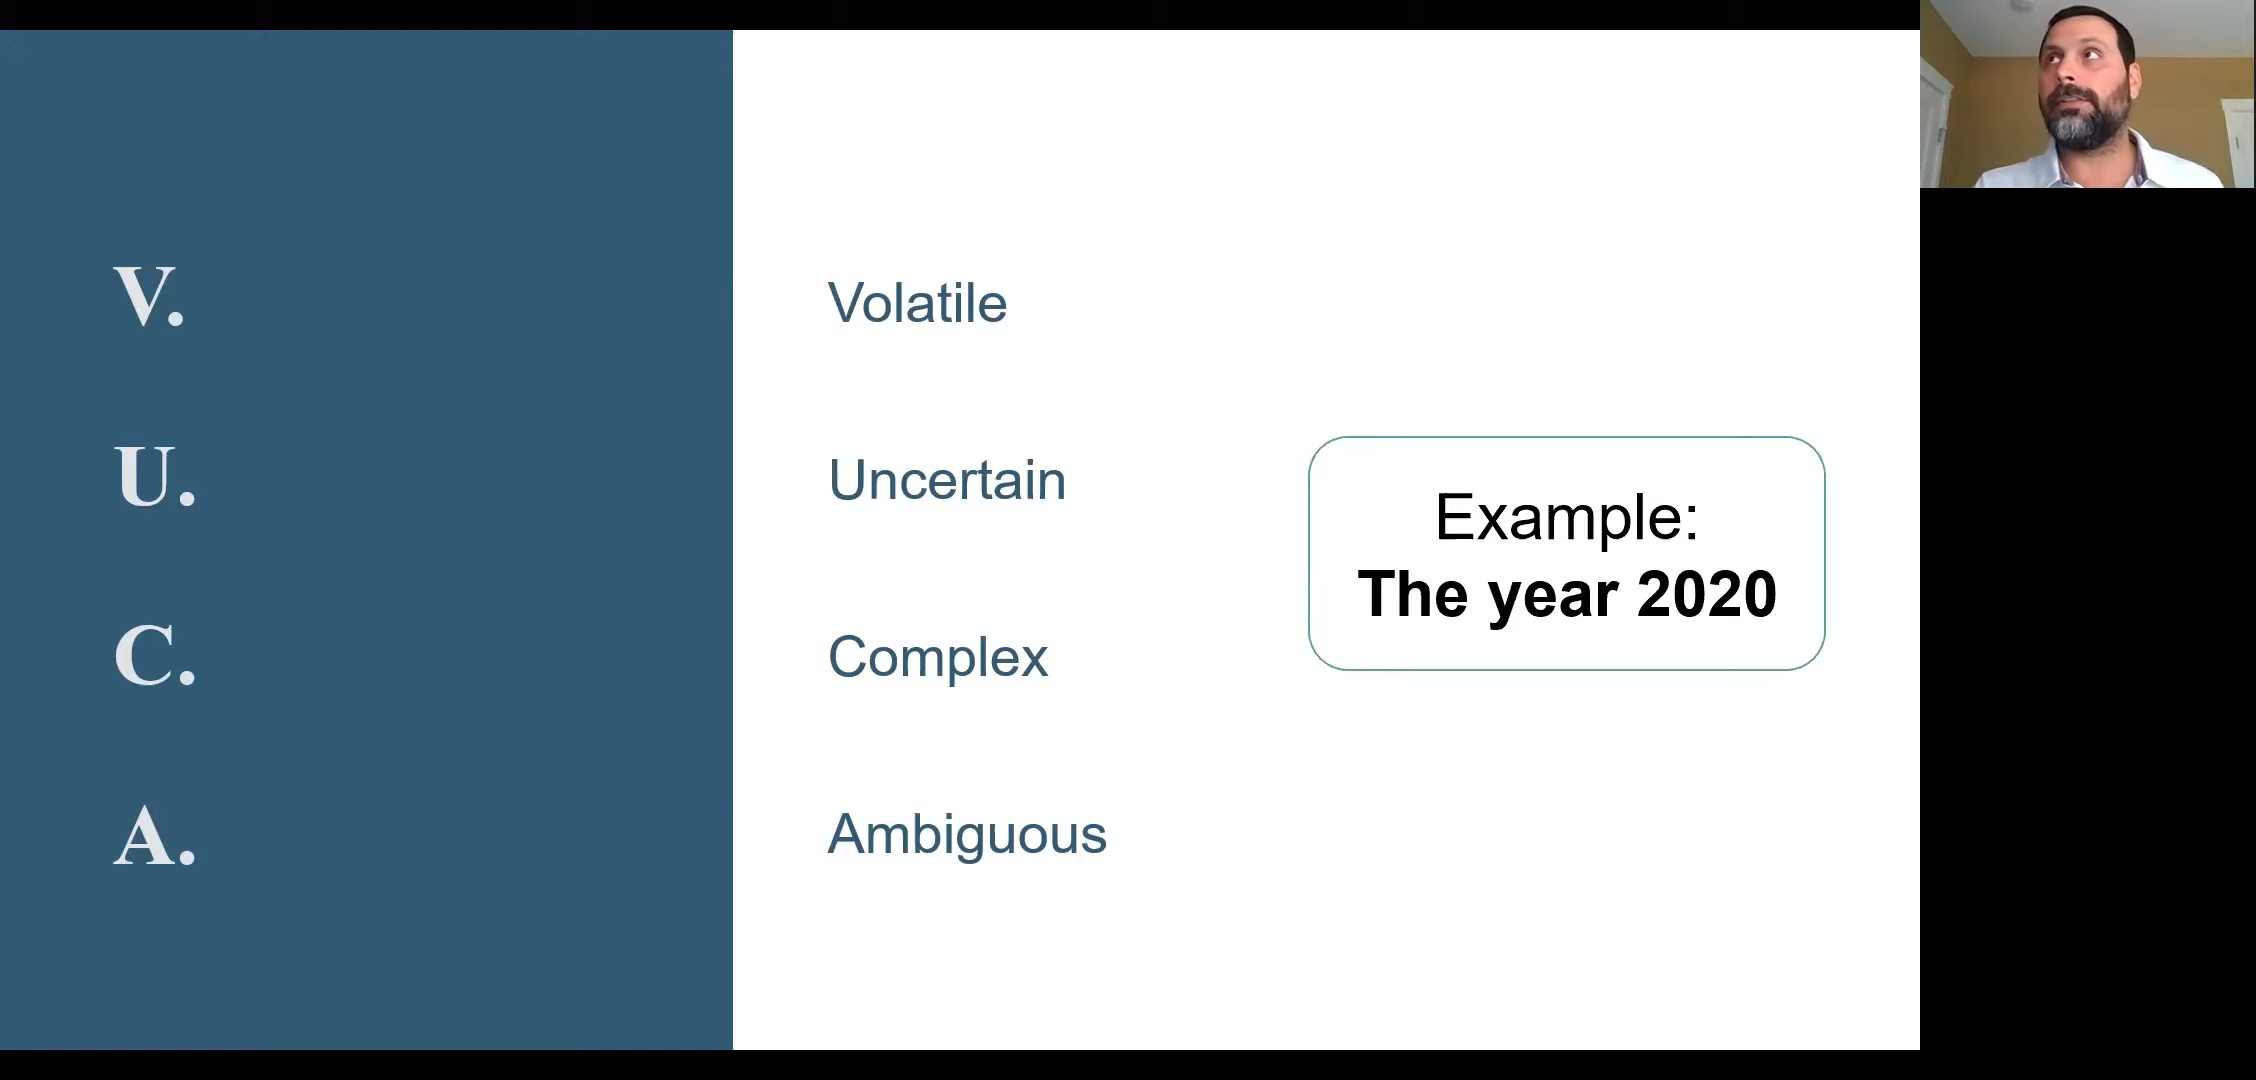 V.
Volatile
U.
Uncertain
C.
Complex
A.
Ambiguous
Example:
The year 2020